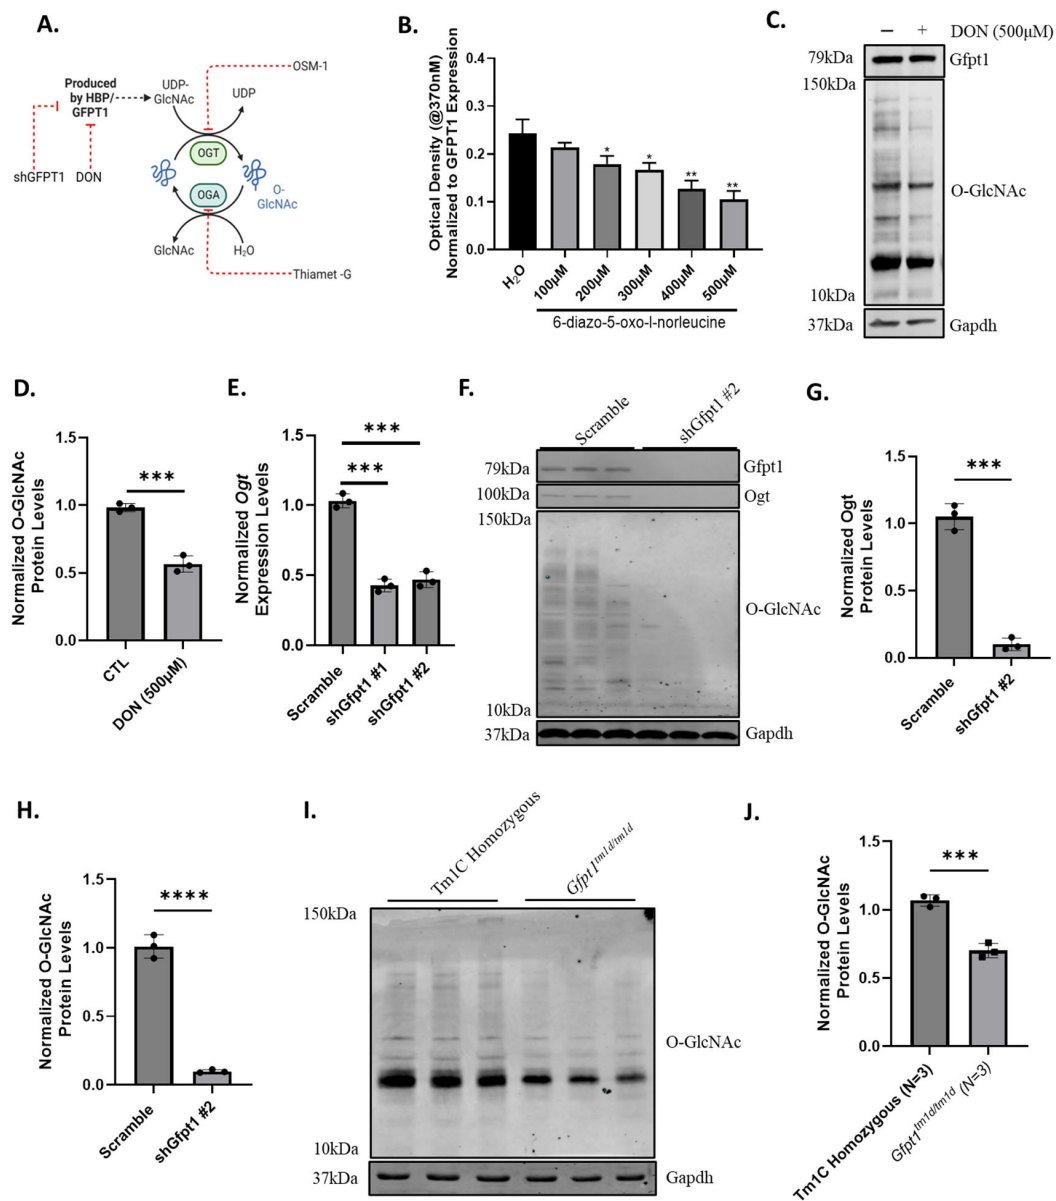 A.
Produced
by HBP/
GFPT1
UDP-
GlcNAc
UDP
OSM-1
shGFPT1
DON
OGT
O-
GlcNAc
OGA
GlcNAc
H2O
Thiamet -G
B.
Optical Density (@370nM)
Normalized to GFPT1 Expression
0.4
0.3
0.2
0.1
0.0
*
*
**
**
H2O
100µM
200µM
300µM
400µM
500µM
6-diazo-5-oxo-l-norleucine
C.
− + DON (500µM)
79kDa
Gfpt1
150kDa
O-GlcNAc
10kDa
37kDa
Gapdh
D.
Normalized O-GlcNAc
Protein Levels
1.5
1.0
0.5
0.0
***
CTL
DON (500µM)
E.
Normalized Ogt
Expression Levels
1.5
1.0
0.5
0.0
***
***
Scramble
shGfpt1 #1
shGfpt1 #2
F.
Scramble
shGfpt1 #2
79kDa
Gfpt1
100kDa
Ogt
150kDa
O-GlcNAc
10kDa
37kDa
Gapdh
G.
Normalized Ogt
Protein Levels
1.5
1.0
0.5
0.0
***
Scramble
shGfpt1 #2
H.
Normalized O-GlcNAc
Protein Levels
1.5
1.0
0.5
0.0
****
Scramble
shGfpt1 #2
I.
Tm1C Homozygous
Gfpt1tm1d/tm1d
150kDa
O-GlcNAc
10kDa
37kDa
Gapdh
J.
Normalized O-GlcNAc
Protein Levels
1.5
1.0
0.5
0.0
***
Tm1C Homozygous (N=3)
Gfpt1tm1d/tm1d (N=3)